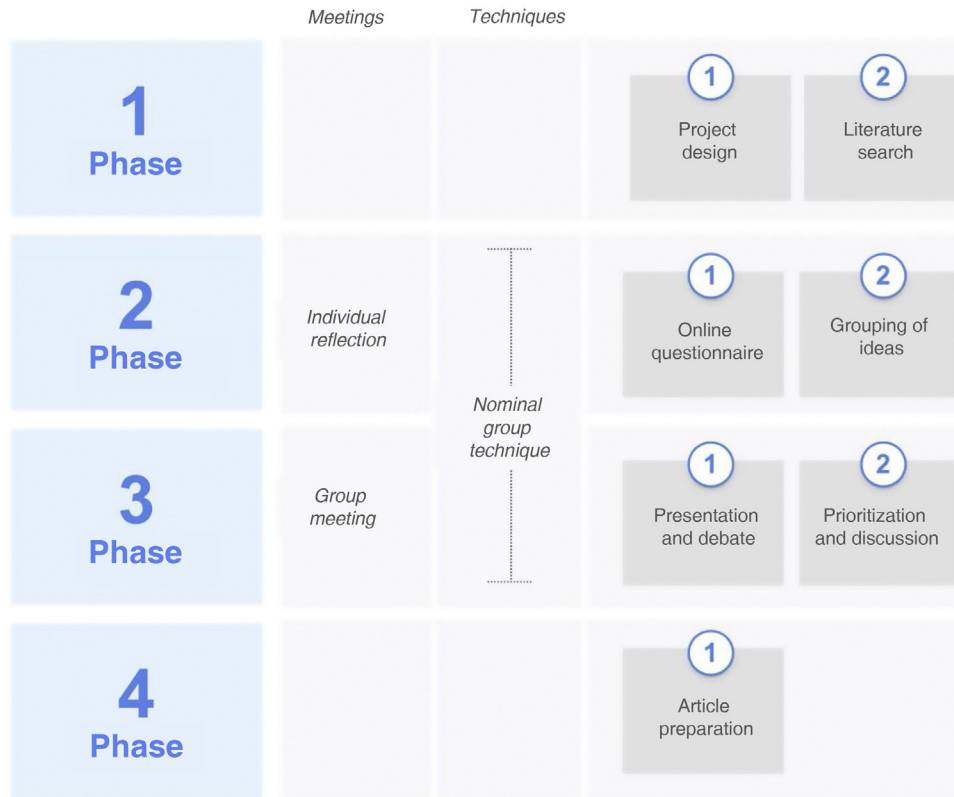 Meetings
Techniques
1
Phase
1
Project
design
2
Literature
search
2
Phase
Individual
reflection
Nominal
group
technique
1
Online
questionnaire
2
Grouping of
ideas
3
Phase
Group
meeting
1
Presentation
and debate
2
Prioritization
and discussion
4
Phase
1
Article
preparation